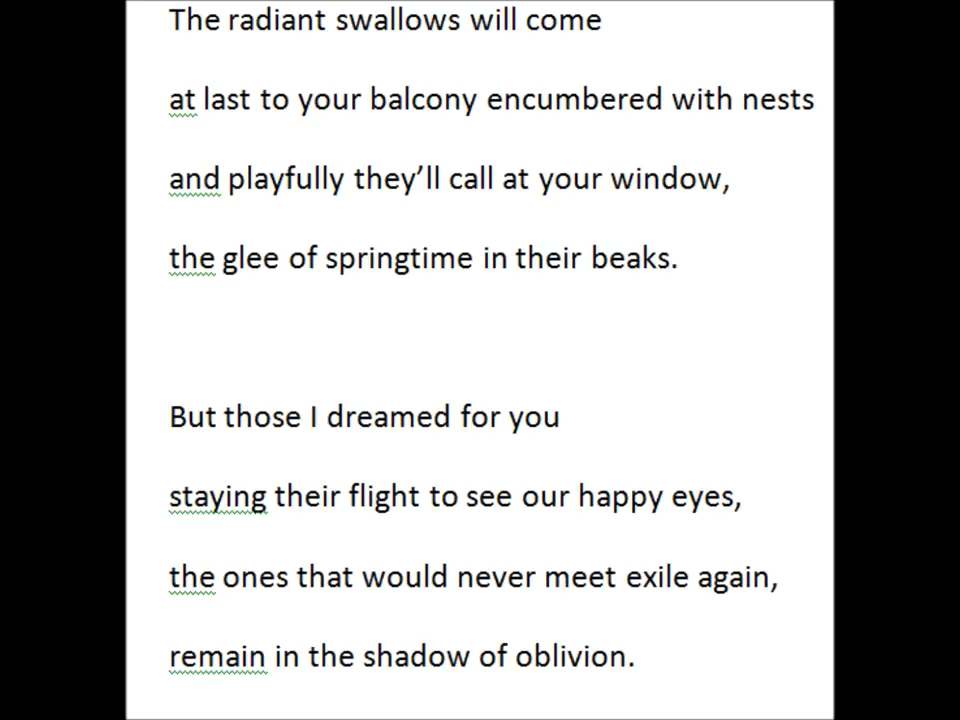 The radiant swallows will come
at last to your balcony encumbered with nests
and playfully they’ll call at your window,
the glee of springtime in their beaks.
But those I dreamed for you
staying their flight to see our happy eyes,
the ones that would never meet exile again,
remain in the shadow of oblivion.